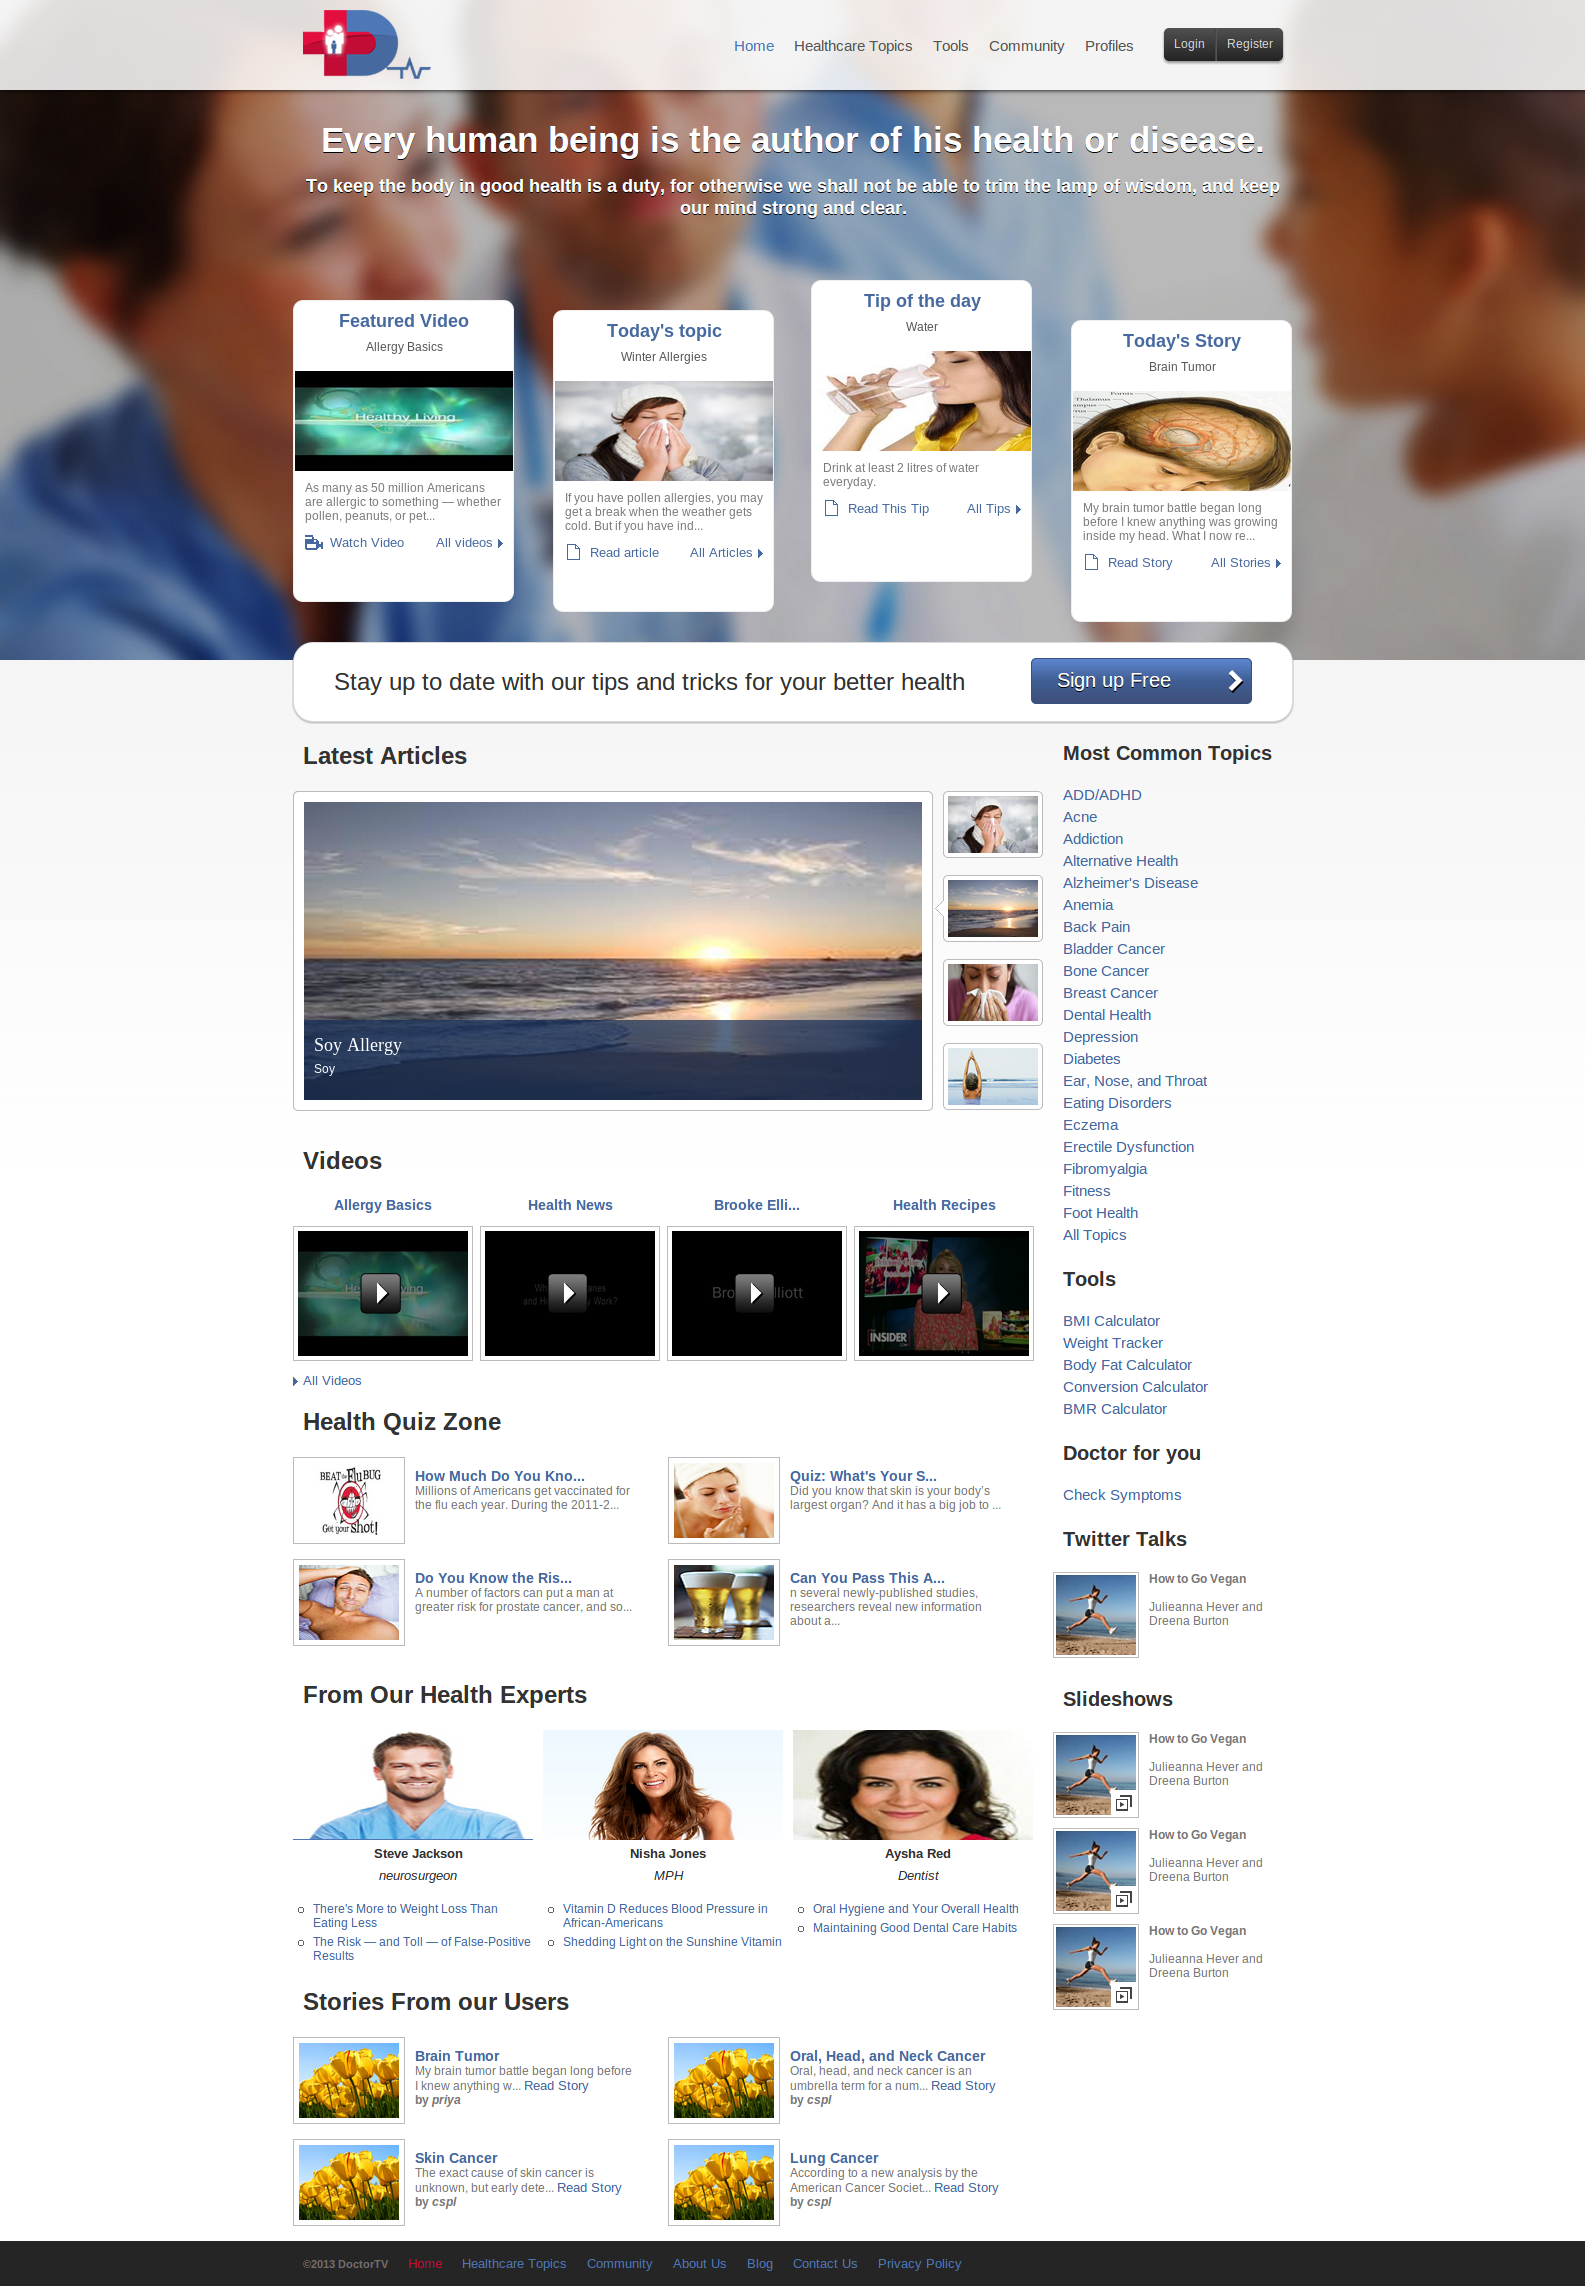 Home Healthcare Topics Tools Community Profiles Login Register
Every human being is the author of his health or disease.
To keep the body in good health is a duty, for otherwise we shall not be able to trim the lamp of wisdom, and keep
our mind strong and clear.
Featured Video
Allergy Basics
Healthy Living
As many as 50 million Americans
are allergic to something — whether
pollen, peanuts, or pet...
Watch Video All videos
Today's topic
Winter Allergies
If you have pollen allergies, you may
get a break when the weather gets
cold. But if you have ind...
Read article All Articles
Tip of the day
Water
Drink at least 2 litres of water
everyday.
Read This Tip All Tips
Today's Story
Brain Tumor
Fornix
Thalamus
My brain tumor battle began long
before I knew anything was growing
inside my head. What I now re...
Read Story All Stories
Stay up to date with our tips and tricks for your better health
Sign up Free
Latest Articles
Soy Allergy
Soy
Videos
Allergy Basics Health News Brooke Elli... Health Recipes
INSIDER
All Videos
Health Quiz Zone
BEAT the Flu BUG
Get your shot!
How Much Do You Kno...
Millions of Americans get vaccinated for
the flu each year. During the 2011-2...
Quiz: What's Your S...
Did you know that skin is your body's
largest organ? And it has a big job to ...
Do You Know the Ris...
A number of factors can put a man at
greater risk for prostate cancer, and so...
Can You Pass This A...
n several newly-published studies,
researchers reveal new information
about a...
From Our Health Experts
Steve Jackson
neurosurgeon
There's More to Weight Loss Than
Eating Less
The Risk — and Toll — of False-Positive
Results
Nisha Jones
MPH
Vitamin D Reduces Blood Pressure in
African-Americans
Shedding Light on the Sunshine Vitamin
Aysha Red
Dentist
Oral Hygiene and Your Overall Health
Maintaining Good Dental Care Habits
Stories From our Users
Brain Tumor
My brain tumor battle began long before
I knew anything w... Read Story
by priya
Oral, Head, and Neck Cancer
Oral, head, and neck cancer is an
umbrella term for a num... Read Story
by cspl
Skin Cancer
The exact cause of skin cancer is
unknown, but early dete... Read Story
by cspl
Lung Cancer
According to a new analysis by the
American Cancer Societ... Read Story
by cspl
Most Common Topics
ADD/ADHD
Acne
Addiction
Alternative Health
Alzheimer's Disease
Anemia
Back Pain
Bladder Cancer
Bone Cancer
Breast Cancer
Dental Health
Depression
Diabetes
Ear, Nose, and Throat
Eating Disorders
Eczema
Erectile Dysfunction
Fibromyalgia
Fitness
Foot Health
All Topics
Tools
BMI Calculator
Weight Tracker
Body Fat Calculator
Conversion Calculator
BMR Calculator
Doctor for you
Check Symptoms
Twitter Talks
How to Go Vegan
Julieanna Hever and
Dreena Burton
Slideshows
How to Go Vegan
Julieanna Hever and
Dreena Burton
How to Go Vegan
Julieanna Hever and
Dreena Burton
How to Go Vegan
Julieanna Hever and
Dreena Burton
©2013 DoctorTV Home Healthcare Topics Community About Us Blog Contact Us Privacy Policy